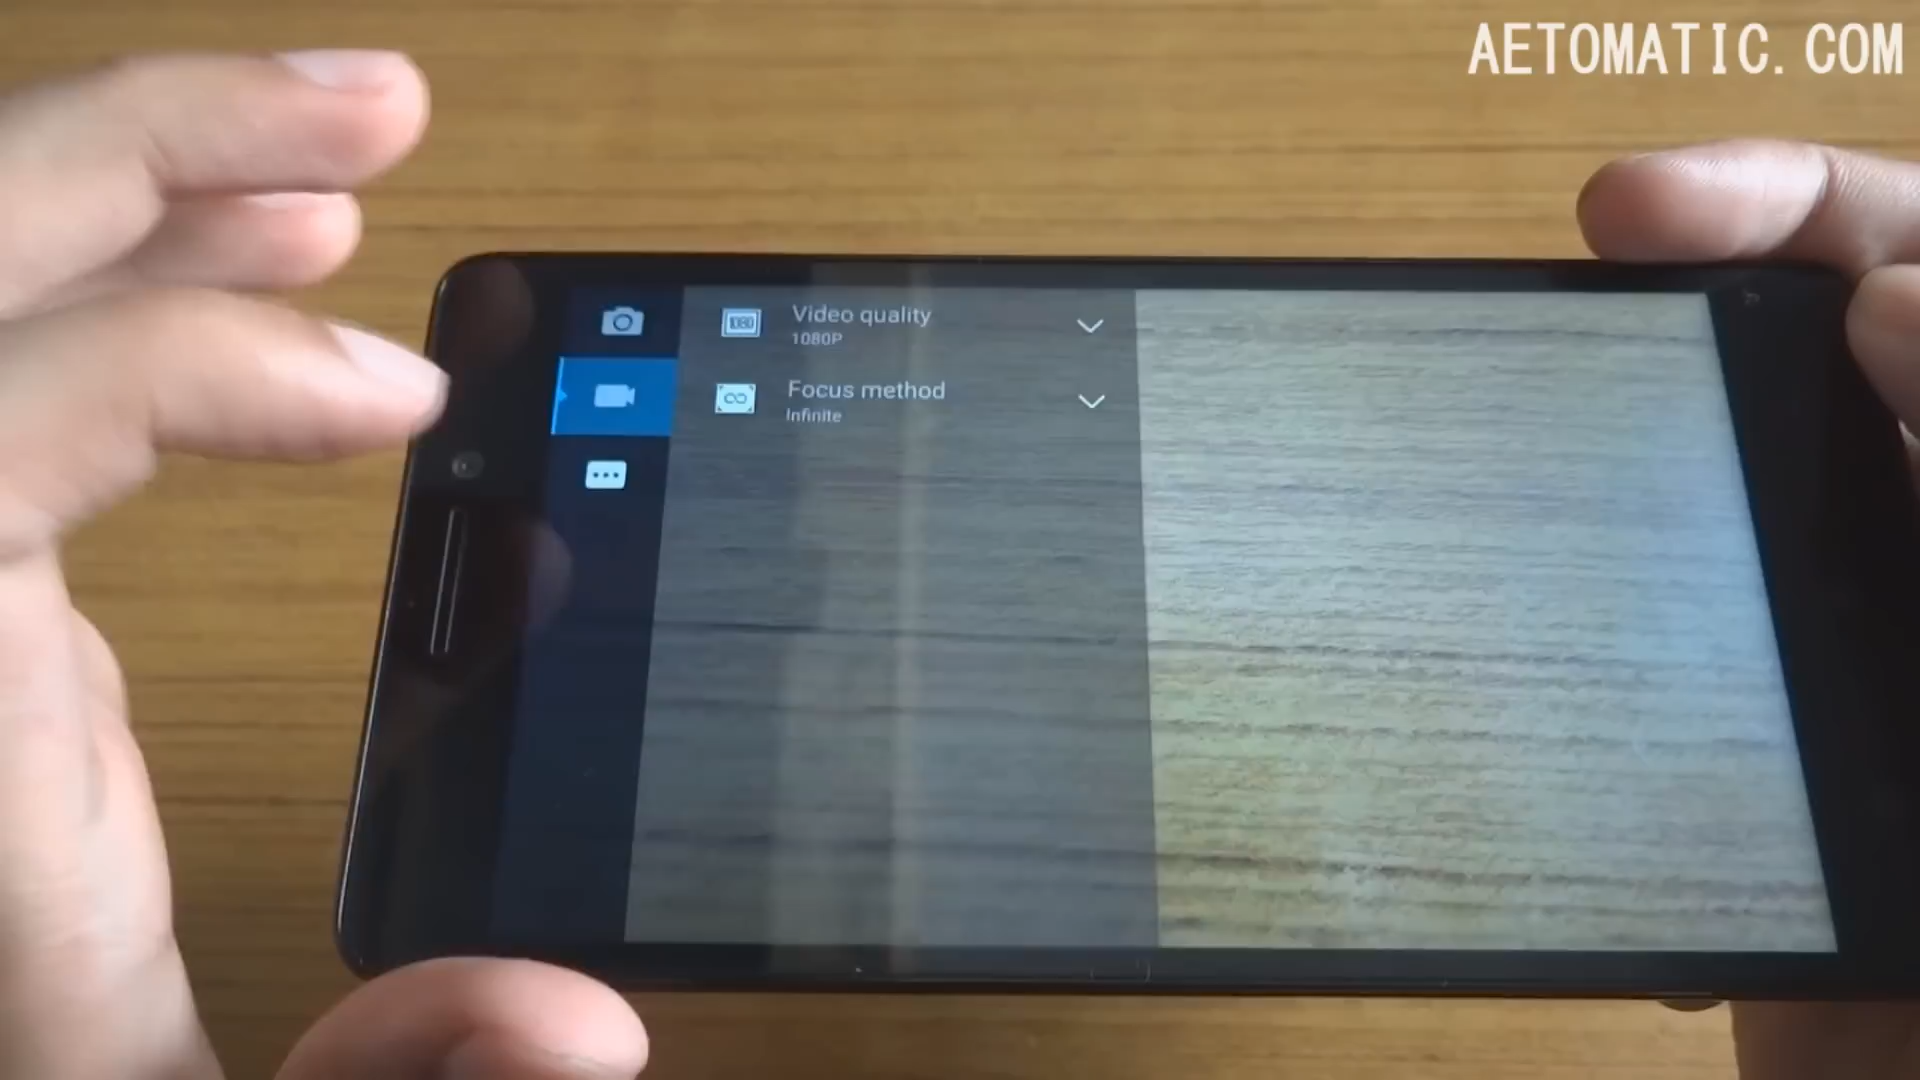 AETOMATIC.COM
Video quality
1080P
Focus method
Infinite